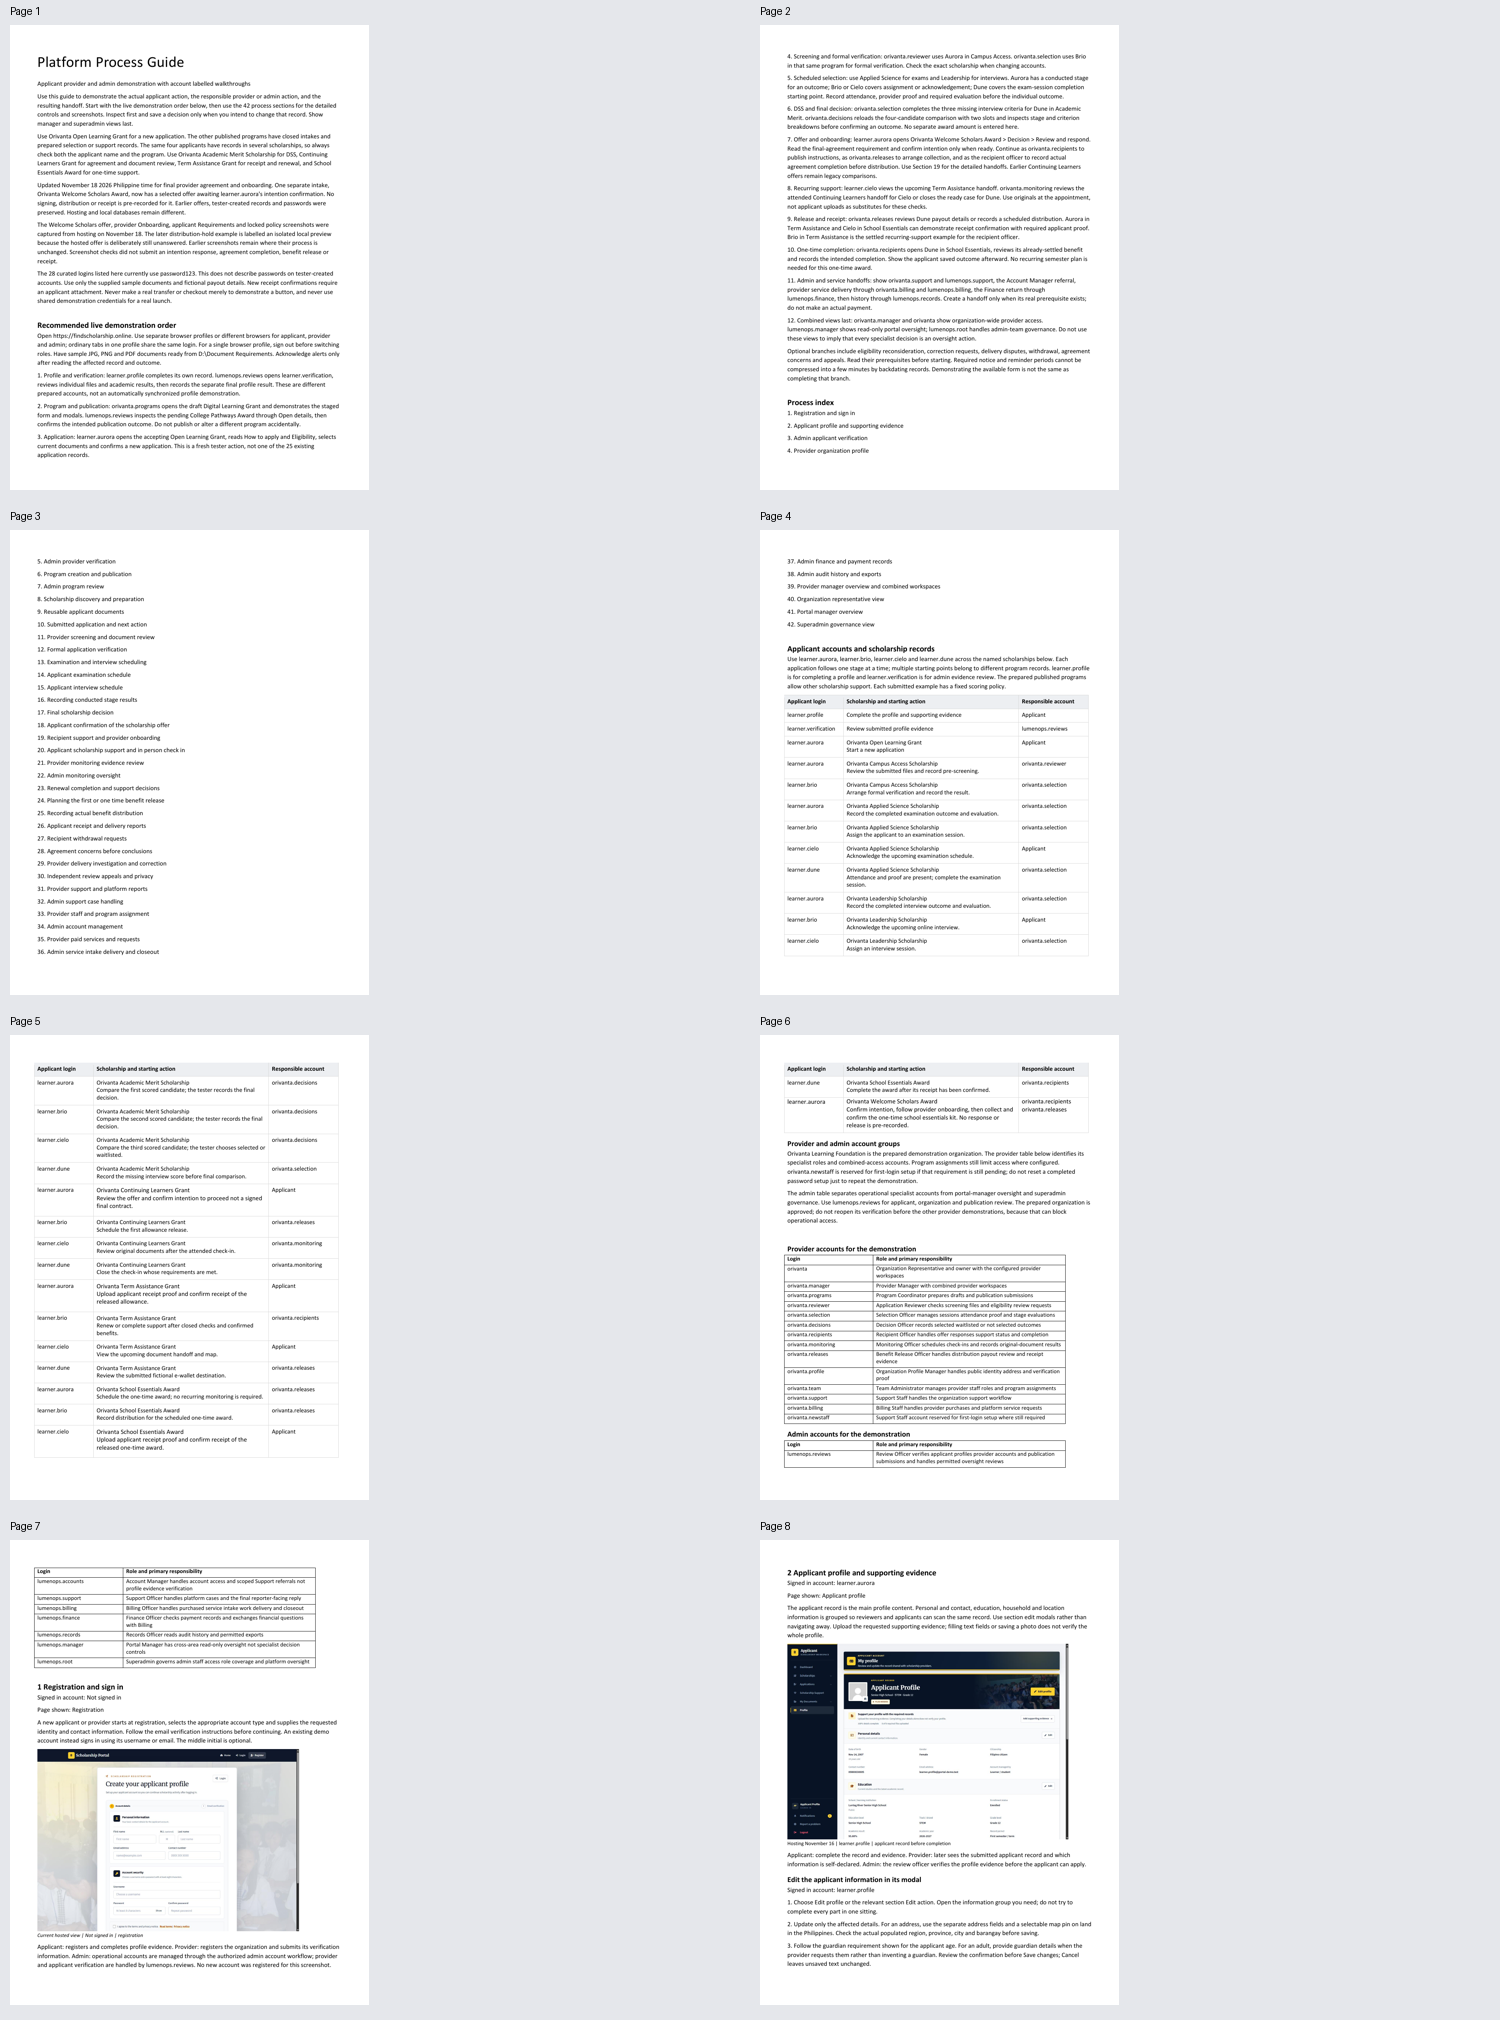 Page 1
Platform Process Guide
Applicant provider and admin demonstration with account labelled walkthroughs
Use this guide to demonstrate the actual applicant action, the responsible provider or admin action, and the
resulting handoff. Start with the live demonstration order below, then use the 42 process sections for the detailed
controls and screenshots. Inspect first and save a decision only when you intend to change that record. Show
manager and superadmin views last.
Use Orivanta Open Learning Grant for a new application. The other published programs have closed intakes and
prepared selection or support records. The same four applicants have records in several scholarships, so always
check both the applicant name and the program. Use Orivanta Academic Merit Scholarship for DSS, Continuing
Learners Grant for agreement and document review, Term Assistance Grant for receipt and renewal, and School
Essentials Award for one-time support.
Updated November 18 2026 Philippine time for final provider agreement and onboarding. One separate intake,
Orivanta Welcome Scholars Award, now has a selected offer awaiting learner.aurora's intention confirmation. No
signing, distribution or receipt is pre-recorded for it. Earlier offers, tester-created records and passwords were
preserved. Hosting and local databases remain different.
The Welcome Scholars offer, provider Onboarding, applicant Requirements and locked policy screenshots were
captured from hosting on November 18. The later distribution-hold example is labelled an isolated local preview
because the hosted offer is deliberately still unanswered. Earlier screenshots remain where their process is
unchanged. Screenshot checks did not submit an intention response, agreement completion, benefit release or
receipt.
The 28 curated logins listed here currently use password123. This does not describe passwords on tester-created
accounts. Use only the supplied sample documents and fictional payout details. New receipt confirmations require
an applicant attachment. Never make a real transfer or checkout merely to demonstrate a button, and never use
shared demonstration credentials for a real launch.
Recommended live demonstration order
Open https://findscholarship.online. Use separate browser profiles or different browsers for applicant, provider
and admin; ordinary tabs in one profile share the same login. For a single browser profile, sign out before switching
roles. Have sample JPG, PNG and PDF documents ready from D:\Document Requirements. Acknowledge alerts only
after reading the affected record and outcome.
1. Profile and verification: learner.profile completes its own record. lumenops.reviews opens learner.verification,
reviews individual files and academic results, then records the separate final profile result. These are different
prepared accounts, not an automatically synchronized profile demonstration.
2. Program and publication: orivanta.programs opens the draft Digital Learning Grant and demonstrates the staged
form and modals. lumenops.reviews inspects the pending College Pathways Award through Open details, then
confirms the intended publication outcome. Do not publish or alter a different program accidentally.
3. Application: learner.aurora opens the accepting Open Learning Grant, reads How to apply and Eligibility, selects
current documents and confirms a new application. This is a fresh tester action, not one of the 25 existing
application records.
Page 2
4. Screening and formal verification: orivanta.reviewer uses Aurora in Campus Access. orivanta.selection uses Brio
in that same program for formal verification. Check the exact scholarship when changing accounts.
5. Scheduled selection: use Applied Science for exams and Leadership for interviews. Aurora has a conducted stage
for an outcome; Brio or Cielo covers assignment or acknowledgement; Dune covers the exam-session completion
starting point. Record attendance, provider proof and required evaluation before the individual outcome.
6. DSS and final decision: orivanta.selection completes the three missing interview criteria for Dune in Academic
Merit. orivanta.decisions reloads the four-candidate comparison with two slots and inspects stage and criterion
breakdowns before confirming an outcome. No separate award amount is entered here.
7. Offer and onboarding: learner.aurora opens Orivanta Welcome Scholars Award > Decision > Review and respond.
Read the final-agreement requirement and confirm intention only when ready. Continue as orivanta.recipients to
publish instructions, as orivanta.releases to arrange collection, and as the recipient officer to record actual
agreement completion before distribution. Use Section 19 for the detailed handoffs. Earlier Continuing Learners
offers remain legacy comparisons.
8. Recurring support: learner.cielo views the upcoming Term Assistance handoff. orivanta.monitoring reviews the
attended Continuing Learners handoff for Cielo or closes the ready case for Dune. Use originals at the appointment,
not applicant uploads as substitutes for these checks.
9. Release and receipt: orivanta.releases reviews Dune payout details or records a scheduled distribution. Aurora in
Term Assistance and Cielo in School Essentials can demonstrate receipt confirmation with required applicant proof.
Brio in Term Assistance is the settled recurring-support example for the recipient officer.
10. One-time completion: orivanta.recipients opens Dune in School Essentials, reviews its already-settled benefit
and records the intended completion. Show the applicant saved outcome afterward. No recurring semester plan is
needed for this one-time award.
11. Admin and service handoffs: show orivanta.support and lumenops.support, the Account Manager referral,
provider service delivery through orivanta.billing and lumenops.billing, the Finance return through
lumenops.finance, then history through lumenops.records. Create a handoff only when its real prerequisite exists;
do not make an actual payment.
12. Combined views last: orivanta.manager and orivanta show organization-wide provider access.
lumenops.manager shows read-only portal oversight; lumenops.root handles admin-team governance. Do not use
these views to imply that every specialist decision is an oversight action.
Optional branches include eligibility reconsideration, correction requests, delivery disputes, withdrawal, agreement
concerns and appeals. Read their prerequisites before starting. Required notice and reminder periods cannot be
compressed into a few minutes by backdating records. Demonstrating the available form is not the same as
completing that branch.
Process index
1. Registration and sign in
2. Applicant profile and supporting evidence
3. Admin applicant verification
4. Provider organization profile
Page 3
5. Admin provider verification
6. Program creation and publication
7. Admin program review
8. Scholarship discovery and preparation
9. Reusable applicant documents
10. Submitted application and next action
11. Provider screening and document review
12. Formal application verification
13. Examination and interview scheduling
14. Applicant examination schedule
15. Applicant interview schedule
16. Recording conducted stage results
17. Final scholarship decision
18. Applicant confirmation of the scholarship offer
19. Recipient support and provider onboarding
20. Applicant scholarship support and in person check in
21. Provider monitoring evidence review
22. Admin monitoring oversight
23. Renewal completion and support decisions
24. Planning the first or one time benefit release
25. Recording actual benefit distribution
26. Applicant receipt and delivery reports
27. Recipient withdrawal requests
28. Agreement concerns before conclusions
29. Provider delivery investigation and correction
30. Independent review appeals and privacy
31. Provider support and platform reports
32. Admin support case handling
33. Provider staff and program assignment
34. Admin account management
35. Provider paid services and requests
36. Admin service intake delivery and closeout
Page 4
37. Admin finance and payment records
38. Admin audit history and exports
39. Provider manager overview and combined workspaces
40. Organization representative view
41. Portal manager overview
42. Superadmin governance view
Applicant accounts and scholarship records
Use learner.aurora, learner.brio, learner.cielo and learner.dune across the named scholarships below. Each
application follows one stage at a time; multiple starting points belong to different program records. learner.profile
is for completing a profile and learner.verification is for admin evidence review. The prepared published programs
allow other scholarship support. Each submitted example has a fixed scoring policy.
Applicant login Scholarship and starting action Responsible account
learner.profile Complete the profile and supporting evidence Applicant
learner.verification Review submitted profile evidence lumenops.reviews
learner.aurora Orivanta Open Learning Grant Applicant
Start a new application
learner.aurora Orivanta Campus Access Scholarship orivanta.reviewer
Review the submitted files and record pre-screening.
learner.brio Orivanta Campus Access Scholarship orivanta.selection
Arrange formal verification and record the result.
learner.aurora Orivanta Applied Science Scholarship orivanta.selection
Record the completed examination outcome and evaluation.
learner.brio Orivanta Applied Science Scholarship orivanta.selection
Assign the applicant to an examination session.
learner.cielo Orivanta Applied Science Scholarship Applicant
Acknowledge the upcoming examination schedule.
learner.dune Orivanta Applied Science Scholarship orivanta.selection
Attendance and proof are present; complete the examination
session.
learner.aurora Orivanta Leadership Scholarship orivanta.selection
Record the completed interview outcome and evaluation.
learner.brio Orivanta Leadership Scholarship Applicant
Acknowledge the upcoming online interview.
learner.cielo Orivanta Leadership Scholarship orivanta.selection
Assign an interview session.
Page 5
Applicant login Scholarship and starting action Responsible account
learner.aurora Orivanta Academic Merit Scholarship orivanta.decisions
Compare the first scored candidate; the tester records the final
decision.
learner.brio Orivanta Academic Merit Scholarship orivanta.decisions
Compare the second scored candidate; the tester records the final
decision.
learner.cielo Orivanta Academic Merit Scholarship orivanta.decisions
Compare the third scored candidate; the tester chooses selected or
waitlisted.
learner.dune Orivanta Academic Merit Scholarship orivanta.selection
Record the missing interview score before final comparison.
learner.aurora Orivanta Continuing Learners Grant Applicant
Review the offer and confirm intention to proceed not a signed
final contract.
learner.brio Orivanta Continuing Learners Grant orivanta.releases
Schedule the first allowance release.
learner.cielo Orivanta Continuing Learners Grant orivanta.monitoring
Review original documents after the attended check-in.
learner.dune Orivanta Continuing Learners Grant orivanta.monitoring
Close the check-in whose requirements are met.
learner.aurora Orivanta Term Assistance Grant Applicant
Upload applicant receipt proof and confirm receipt of the
released allowance.
learner.brio Orivanta Term Assistance Grant orivanta.recipients
Renew or complete support after closed checks and confirmed
benefits.
learner.cielo Orivanta Term Assistance Grant Applicant
View the upcoming document handoff and map.
learner.dune Orivanta Term Assistance Grant orivanta.releases
Review the submitted fictional e-wallet destination.
learner.aurora Orivanta School Essentials Award orivanta.releases
Schedule the one-time award; no recurring monitoring is required.
learner.brio Orivanta School Essentials Award orivanta.releases
Record distribution for the scheduled one-time award.
learner.cielo Orivanta School Essentials Award Applicant
Upload applicant receipt proof and confirm receipt of the
released one-time award.
Page 6
Applicant login Scholarship and starting action Responsible account
learner.dune Orivanta School Essentials Award orivanta.recipients
Complete the award after its receipt has been confirmed.
learner.aurora Orivanta Welcome Scholars Award orivanta.recipients
Confirm intention, follow provider onboarding, then collect and orivanta.releases
confirm the one-time school essentials kit. No response or
release is pre-recorded.
Provider and admin account groups
Orivanta Learning Foundation is the prepared demonstration organization. The provider table below identifies its
specialist roles and combined-access accounts. Program assignments still limit access where configured.
orivanta.newstaff is reserved for first-login setup if that requirement is still pending; do not reset a completed
password setup just to repeat the demonstration.
The admin table separates operational specialist accounts from portal-manager oversight and superadmin
governance. Use lumenops.reviews for applicant, organization and publication review. The prepared organization is
approved; do not reopen its verification before the other provider demonstrations, because that can block
operational access.
Provider accounts for the demonstration
Login Role and primary responsibility
orivanta Organization Representative and owner with the configured provider
workspaces
orivanta.manager Provider Manager with combined provider workspaces
orivanta.programs Program Coordinator prepares drafts and publication submissions
orivanta.reviewer Application Reviewer checks screening files and eligibility review requests
orivanta.selection Selection Officer manages sessions attendance proof and stage evaluations
orivanta.decisions Decision Officer records selected waitlisted or not selected outcomes
orivanta.recipients Recipient Officer handles offer responses support status and completion
orivanta.monitoring Monitoring Officer schedules check-ins and records original-document results
orivanta.releases Benefit Release Officer handles distribution payout review and receipt
evidence
orivanta.profile Organization Profile Manager handles public identity address and verification
proof
orivanta.team Team Administrator manages provider staff roles and program assignments
orivanta.support Support Staff handles the organization support workflow
orivanta.billing Billing Staff handles provider purchases and platform service requests
orivanta.newstaff Support Staff account reserved for first-login setup where still required
Admin accounts for the demonstration
Login Role and primary responsibility
lumenops.reviews Review Officer verifies applicant profiles provider accounts and publication
submissions and handles permitted oversight reviews
Page 7
Login Role and primary responsibility
lumenops.accounts Account Manager handles account access and scoped Support referrals not
profile evidence verification
lumenops.support Support Officer handles platform cases and the final reporter-facing reply
lumenops.billing Billing Officer handles purchased service intake work delivery and closeout
lumenops.finance Finance Officer checks payment records and exchanges financial questions
with Billing
lumenops.records Records Officer reads audit history and permitted exports
lumenops.manager Portal Manager has cross-area read-only oversight not specialist decision
controls
lumenops.root Superadmin governs admin staff access role coverage and platform oversight
1 Registration and sign in
Signed in account: Not signed in
Page shown: Registration
A new applicant or provider starts at registration, selects the appropriate account type and supplies the requested
identity and contact information. Follow the email verification instructions before continuing. An existing demo
account instead signs in using its username or email. The middle initial is optional.
Scholarship Portal
Home Login Register
Create your applicant profile
Login
Personal information
First name Last name
Account security
Username
Password Confirm password
Current hosted view | Not signed in | registration
Applicant: registers and completes profile evidence. Provider: registers the organization and submits its verification
information. Admin: operational accounts are managed through the authorized admin account workflow; provider
and applicant verification are handled by lumenops.reviews. No new account was registered for this screenshot.
Page 8
2 Applicant profile and supporting evidence
Signed in account: learner.aurora
Page shown: Applicant profile
The applicant record is the main profile content. Personal and contact, education, household and location
information is grouped so reviewers and applicants can scan the same record. Use section edit modals rather than
navigating away. Upload the requested supporting evidence; filling text fields or saving a photo does not verify the
whole profile.
Applicant
My profile
Applicant Profile
Edit profile
Profile
Personal details
Education
Hosting November 16 | learner.profile | applicant record before completion
Applicant: complete the record and evidence. Provider: later sees the submitted applicant record and which
information is self-declared. Admin: the review officer verifies the profile evidence before the applicant can apply.
Edit the applicant information in its modal
Signed in account: learner.profile
1. Choose Edit profile or the relevant section Edit action. Open the information group you need; do not try to
complete every part in one sitting.
2. Update only the affected details. For an address, use the separate address fields and a selectable map pin on land
in the Philippines. Check the actual populated region, province, city and barangay before saving.
3. Follow the guardian requirement shown for the applicant age. For an adult, provide guardian details when the
provider requests them rather than inventing a guardian. Review the confirmation before Save changes; Cancel
leaves unsaved text unchanged.